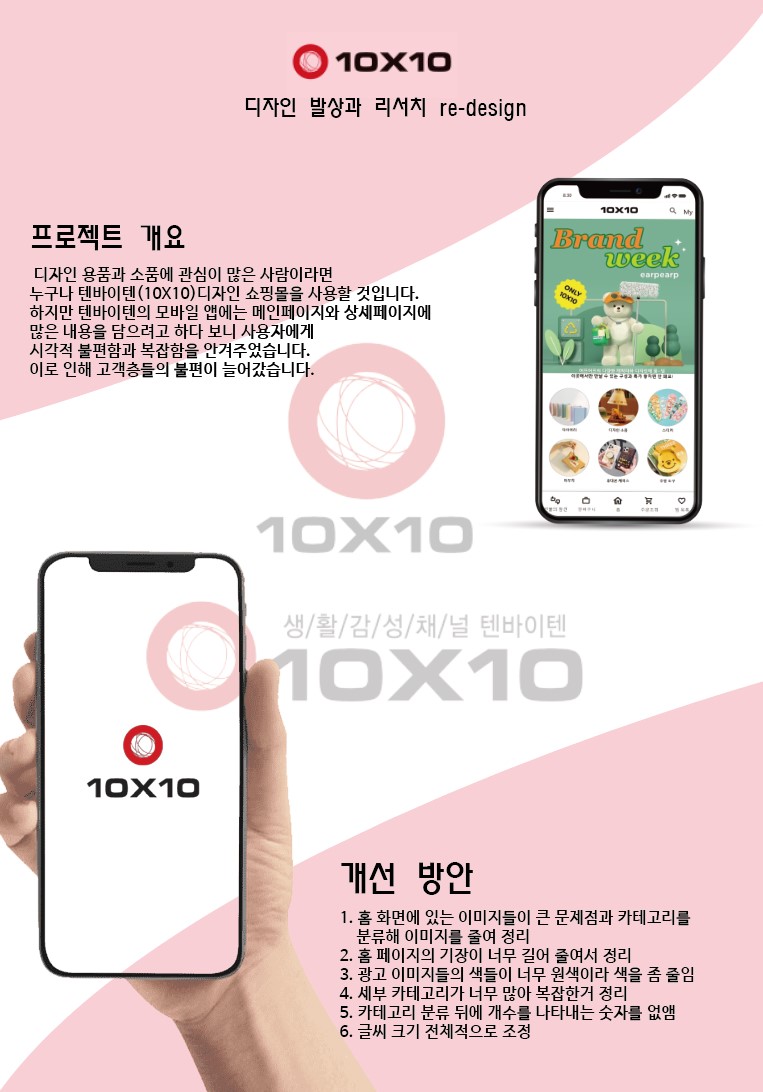 10X10
디자인 발상과 리서치 re-design
프로젝트 개요
디자인 용품과 소품에 관심이 많은 사람이라면
누구나 텐바이텐(10X10)디자인 쇼핑몰을 사용할 것입니다.
하지만 텐바이텐의 모바일 앱에는 메인페이지와 상세페이지에
많은 내용을 담으려고 하다 보니 사용자에게
시각적 불편함과 복잡함을 안겨주었습니다.
이로 인해 고객층들의 불편이 늘어갔습니다.
10X10
My
Brand
week
earpearp
ONLY
10X10
디자인 소품
스티커
홈
10X10
생/활/감/성/채/널 텐바이텐
10X10
10X10
개선 방안
1. 홈 화면에 있는 이미지들이 큰 문제점과 카테고리를
분류해 이미지를 줄여 정리
2. 홈 페이지의 기장이 너무 길어 줄여서 정리
3. 광고 이미지들의 색들이 너무 원색이라 색을 좀 줄임
4. 세부 카테고리가 너무 많아 복잡한거 정리
5. 카테고리 분류 뒤에 개수를 나타내는 숫자를 없앰
6. 글씨 크기 전체적으로 조정